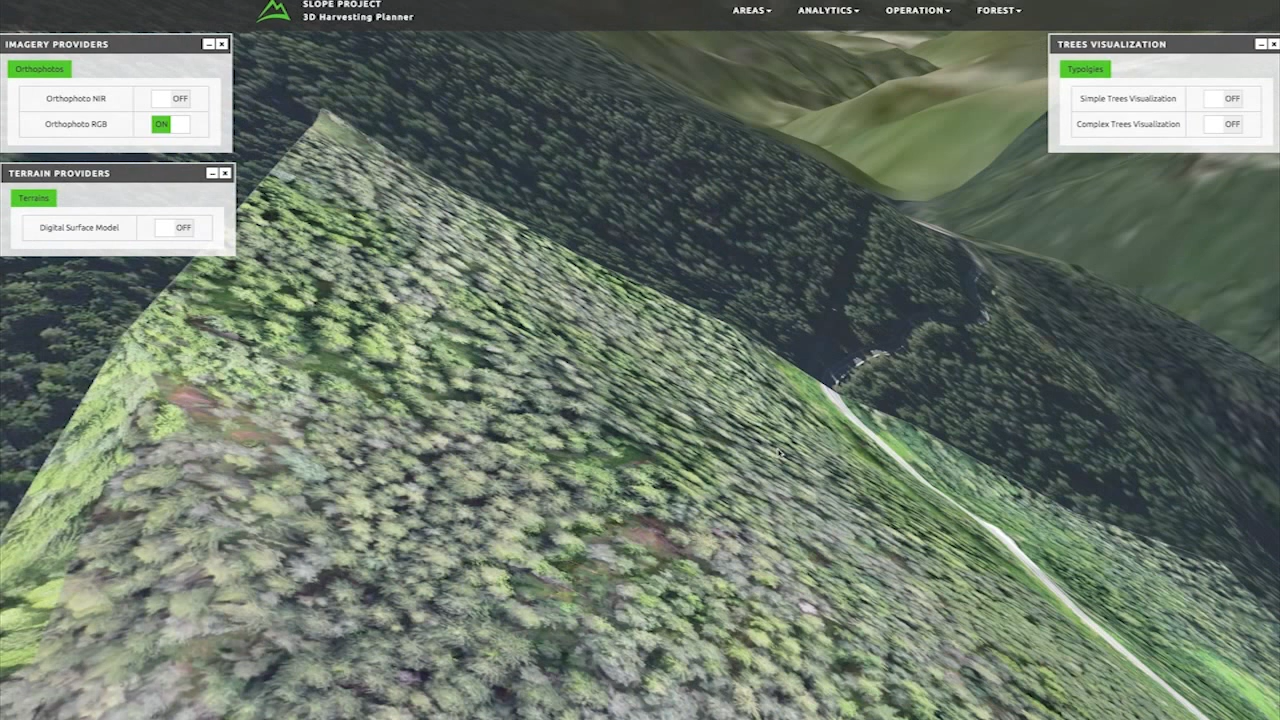 SLOPE PROJECT
3D Harvesting Planner
AREAS
ANALYTICS
OPERATION
FOREST
IMAGERY PROVIDERS
Orthophotos
Orthophoto NIR OFF
Orthophoto RGB ON
TERRAIN PROVIDERS
Terrains
Digital Surface Model OFF
TREES VISUALIZATION
Typolgies
Simple Trees Visualization OFF
Complex Trees Visualization OFF